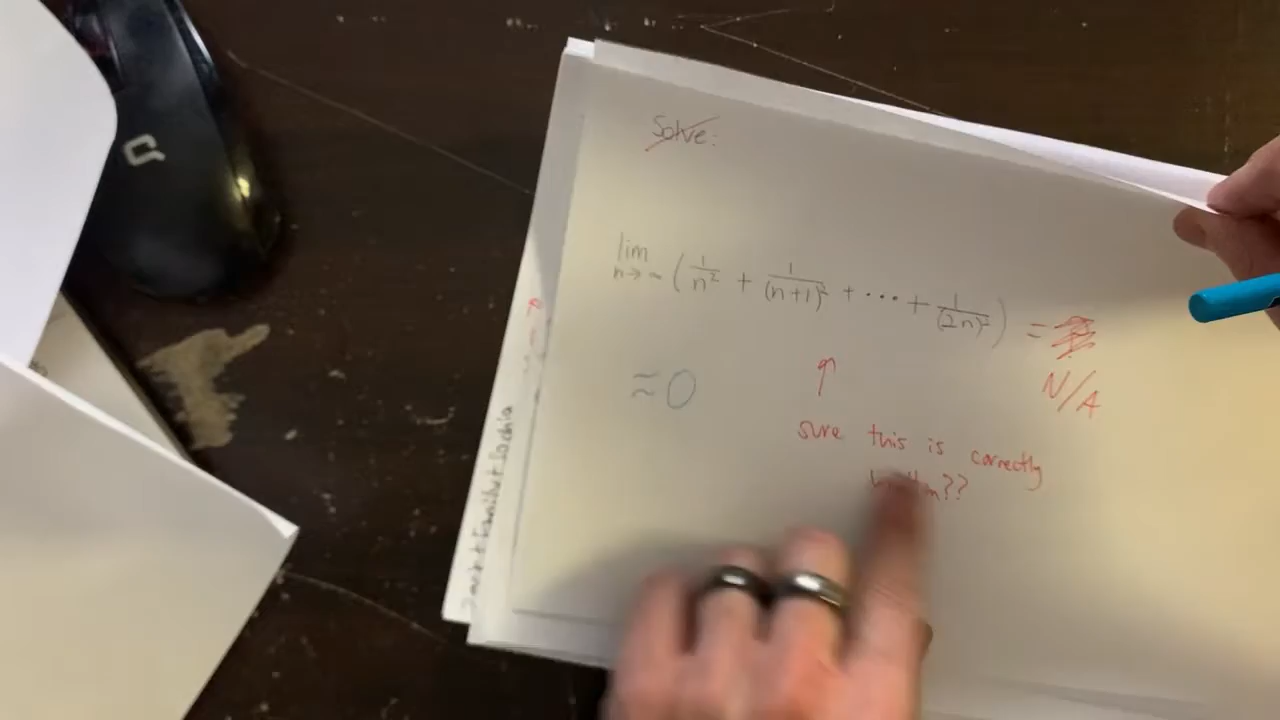 Solve:
lim n→∞ ( 1/n² + 1/(n+1)² + ··· + 1/(2n)² ) =
N/A
≈ 0
↑
sure this is correctly
??